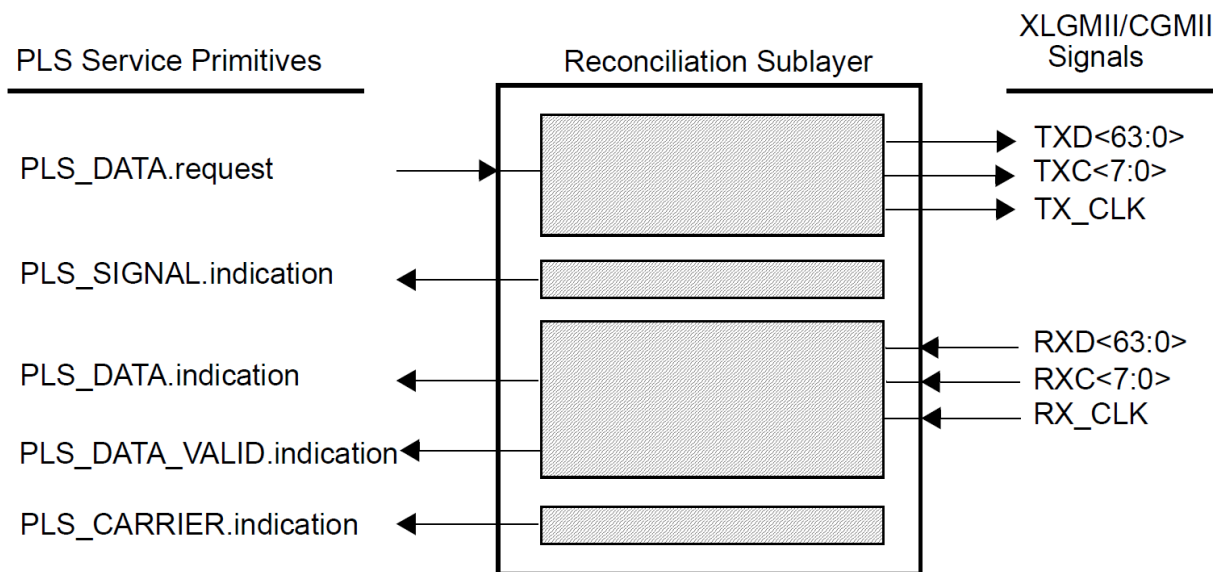 PLS Service Primitives
Reconciliation Sublayer
XLGMII/CGMII
Signals
PLS_DATA.request
TXD<63:0>
TXC<7:0>
TX_CLK
PLS_SIGNAL.indication
PLS_DATA.indication
RXD<63:0>
RXC<7:0>
RX_CLK
PLS_DATA_VALID.indication
PLS_CARRIER.indication